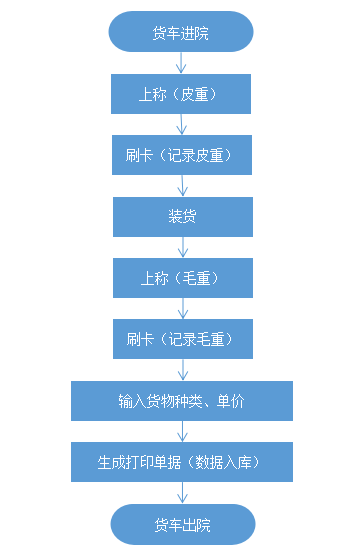 货车进院
上称（皮重）
刷卡（记录皮重）
装货
上称（毛重）
刷卡（记录毛重）
输入货物种类、单价
生成打印单据（数据入库）
货车出院